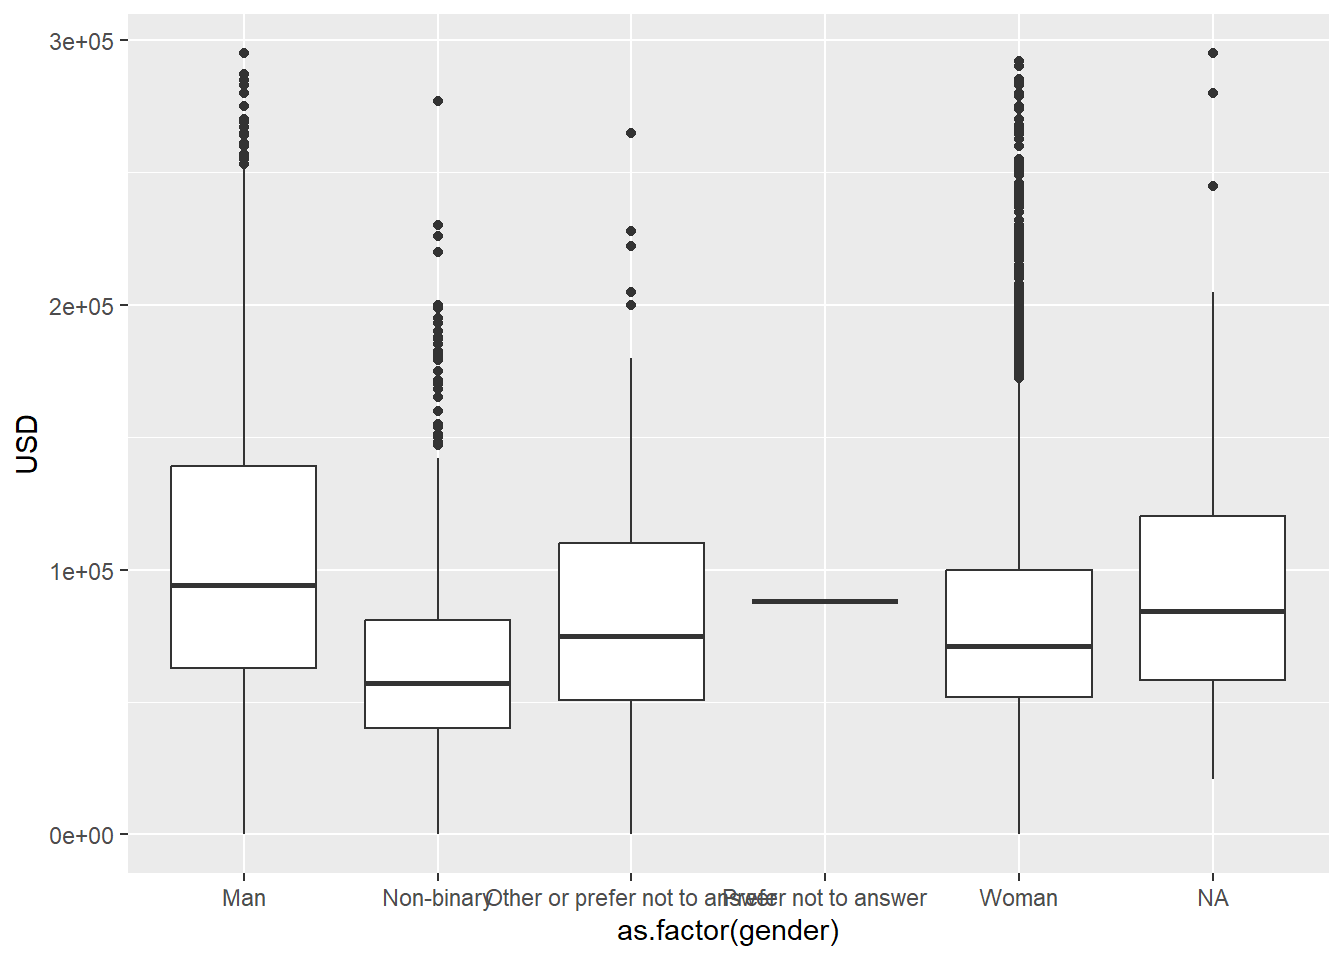 3e+05
2e+05
1e+05
0e+00
USD
Man
Non-binary
Other or prefer not to answer
Prefer not to answer
Woman
NA
as.factor(gender)